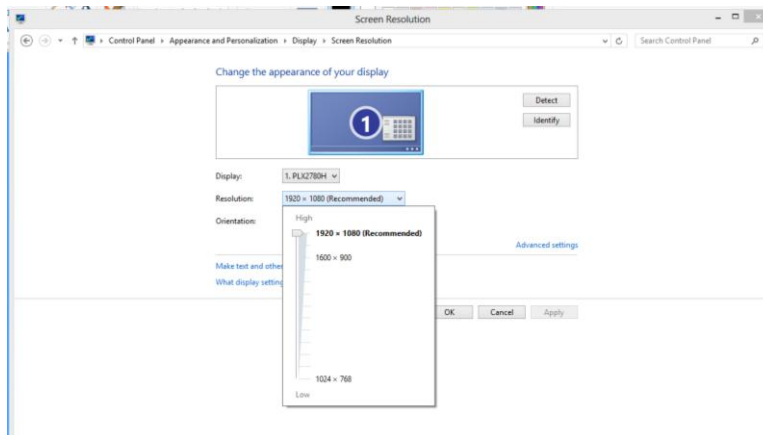 Screen Resolution
Control Panel Appearance and Personalization Display Screen Resolution Search Control Panel
Change the appearance of your display
1
Detect
Identify
Display: 1. PLX2780H
Resolution: 1920 × 1080 (Recommended)
Orientation:
High
1920 × 1080 (Recommended)
Advanced settings
1600 × 900
Make text and other
What display setting
OK Cancel Apply
1024 × 768
Low